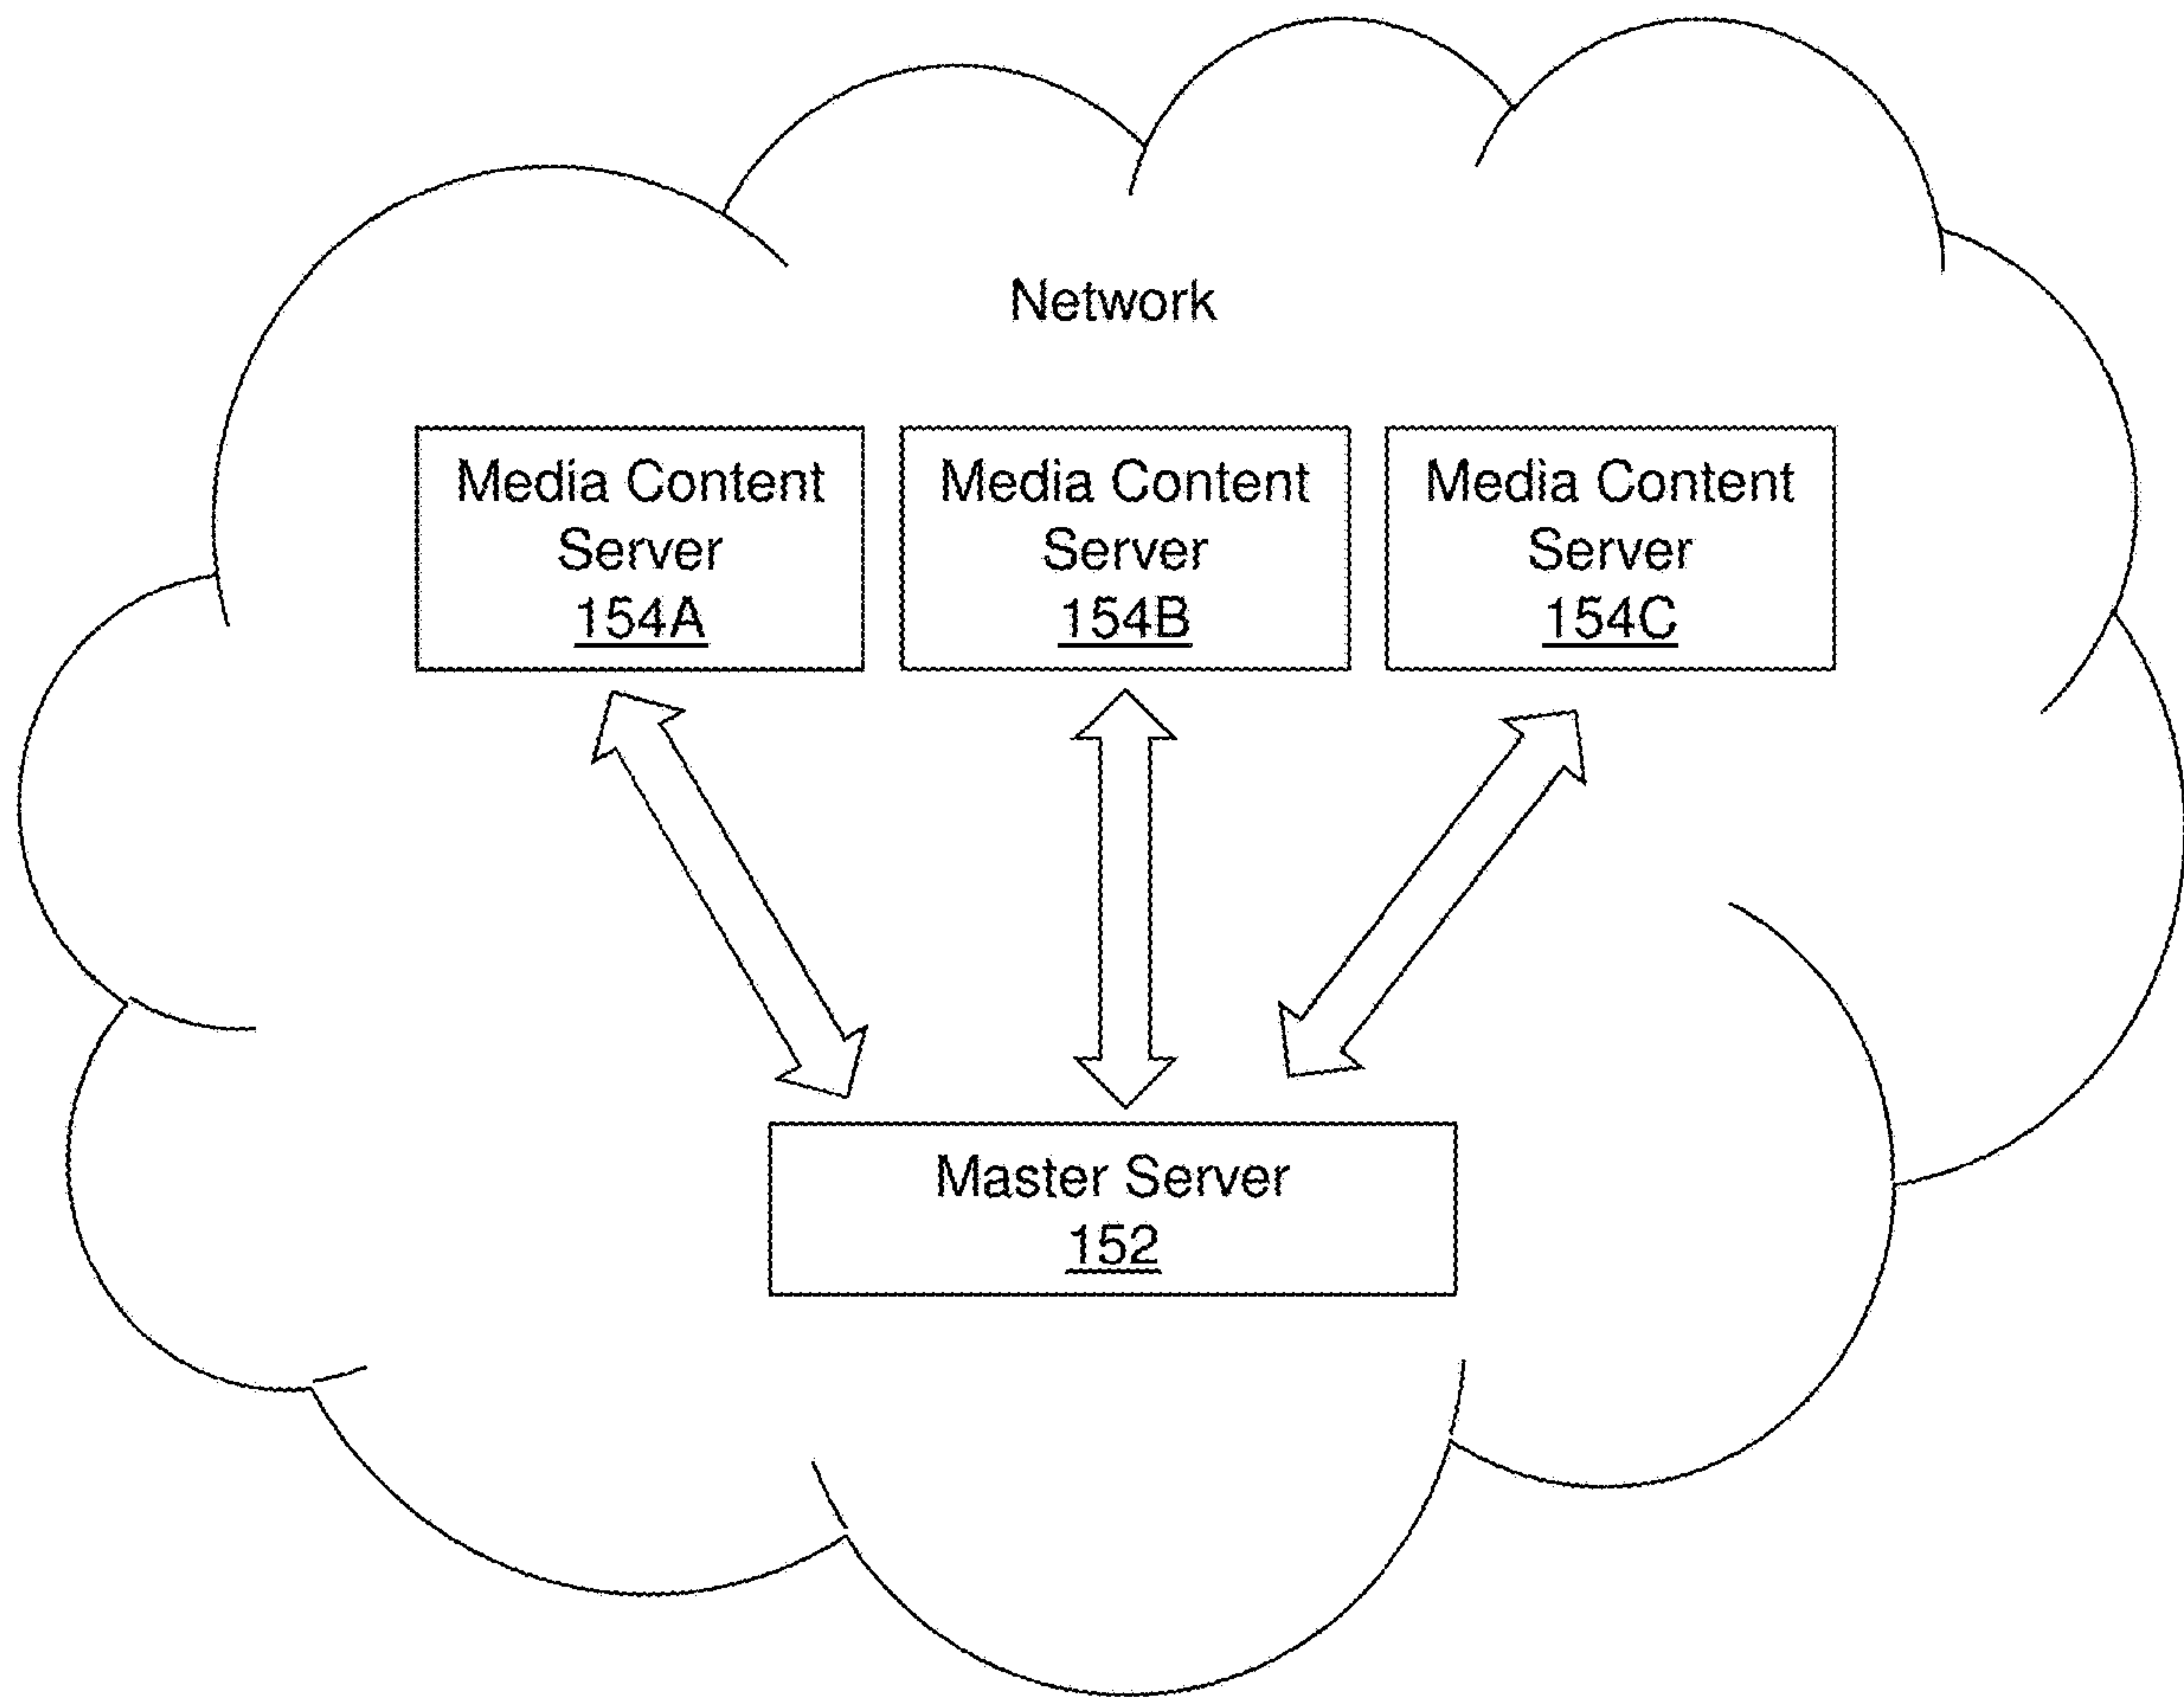 Network
Media Content
Server
154A
Media Content
Server
154B
Media Content
Server
154C
Master Server
152